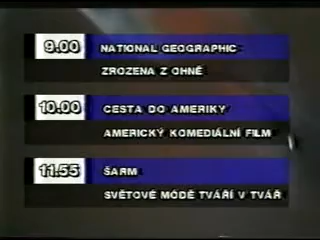 9.00 NATIONAL GEOGRAPHIC
ZROZENA Z OHNĚ
10.00 CESTA DO AMERIKY
AMERICKÝ KOMEDIÁLNÍ FILM
11.55 ŠARM
SVĚTOVÉ MÓDĚ TVÁŘÍ V TVÁŘ